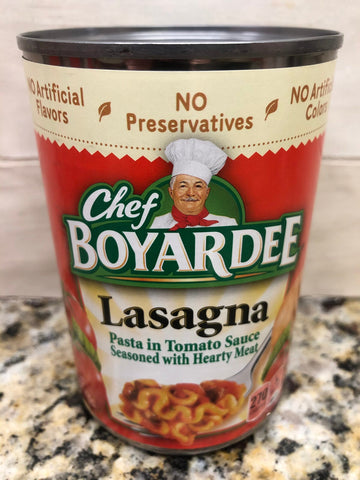 NO Artificial
Flavors
NO
Preservatives
NO Artificial
Colors
Chef
BOYARDEE
Lasagna
Pasta in Tomato Sauce
Seasoned with Hearty Meat
270